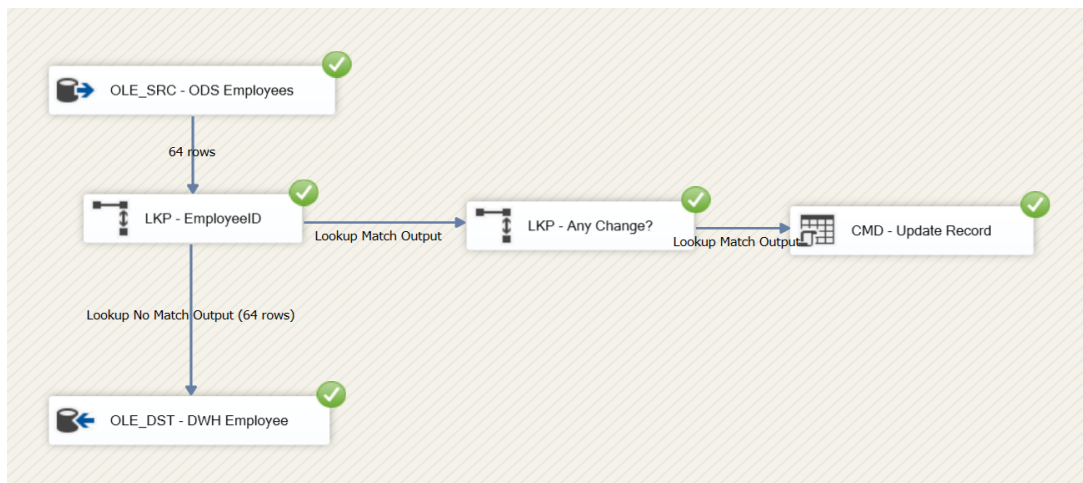 OLE_SRC - ODS Employees
64 rows
LKP - EmployeeID
Lookup Match Output
LKP - Any Change?
Lookup Match Output
CMD - Update Record
Lookup No Match Output (64 rows)
OLE_DST - DWH Employee